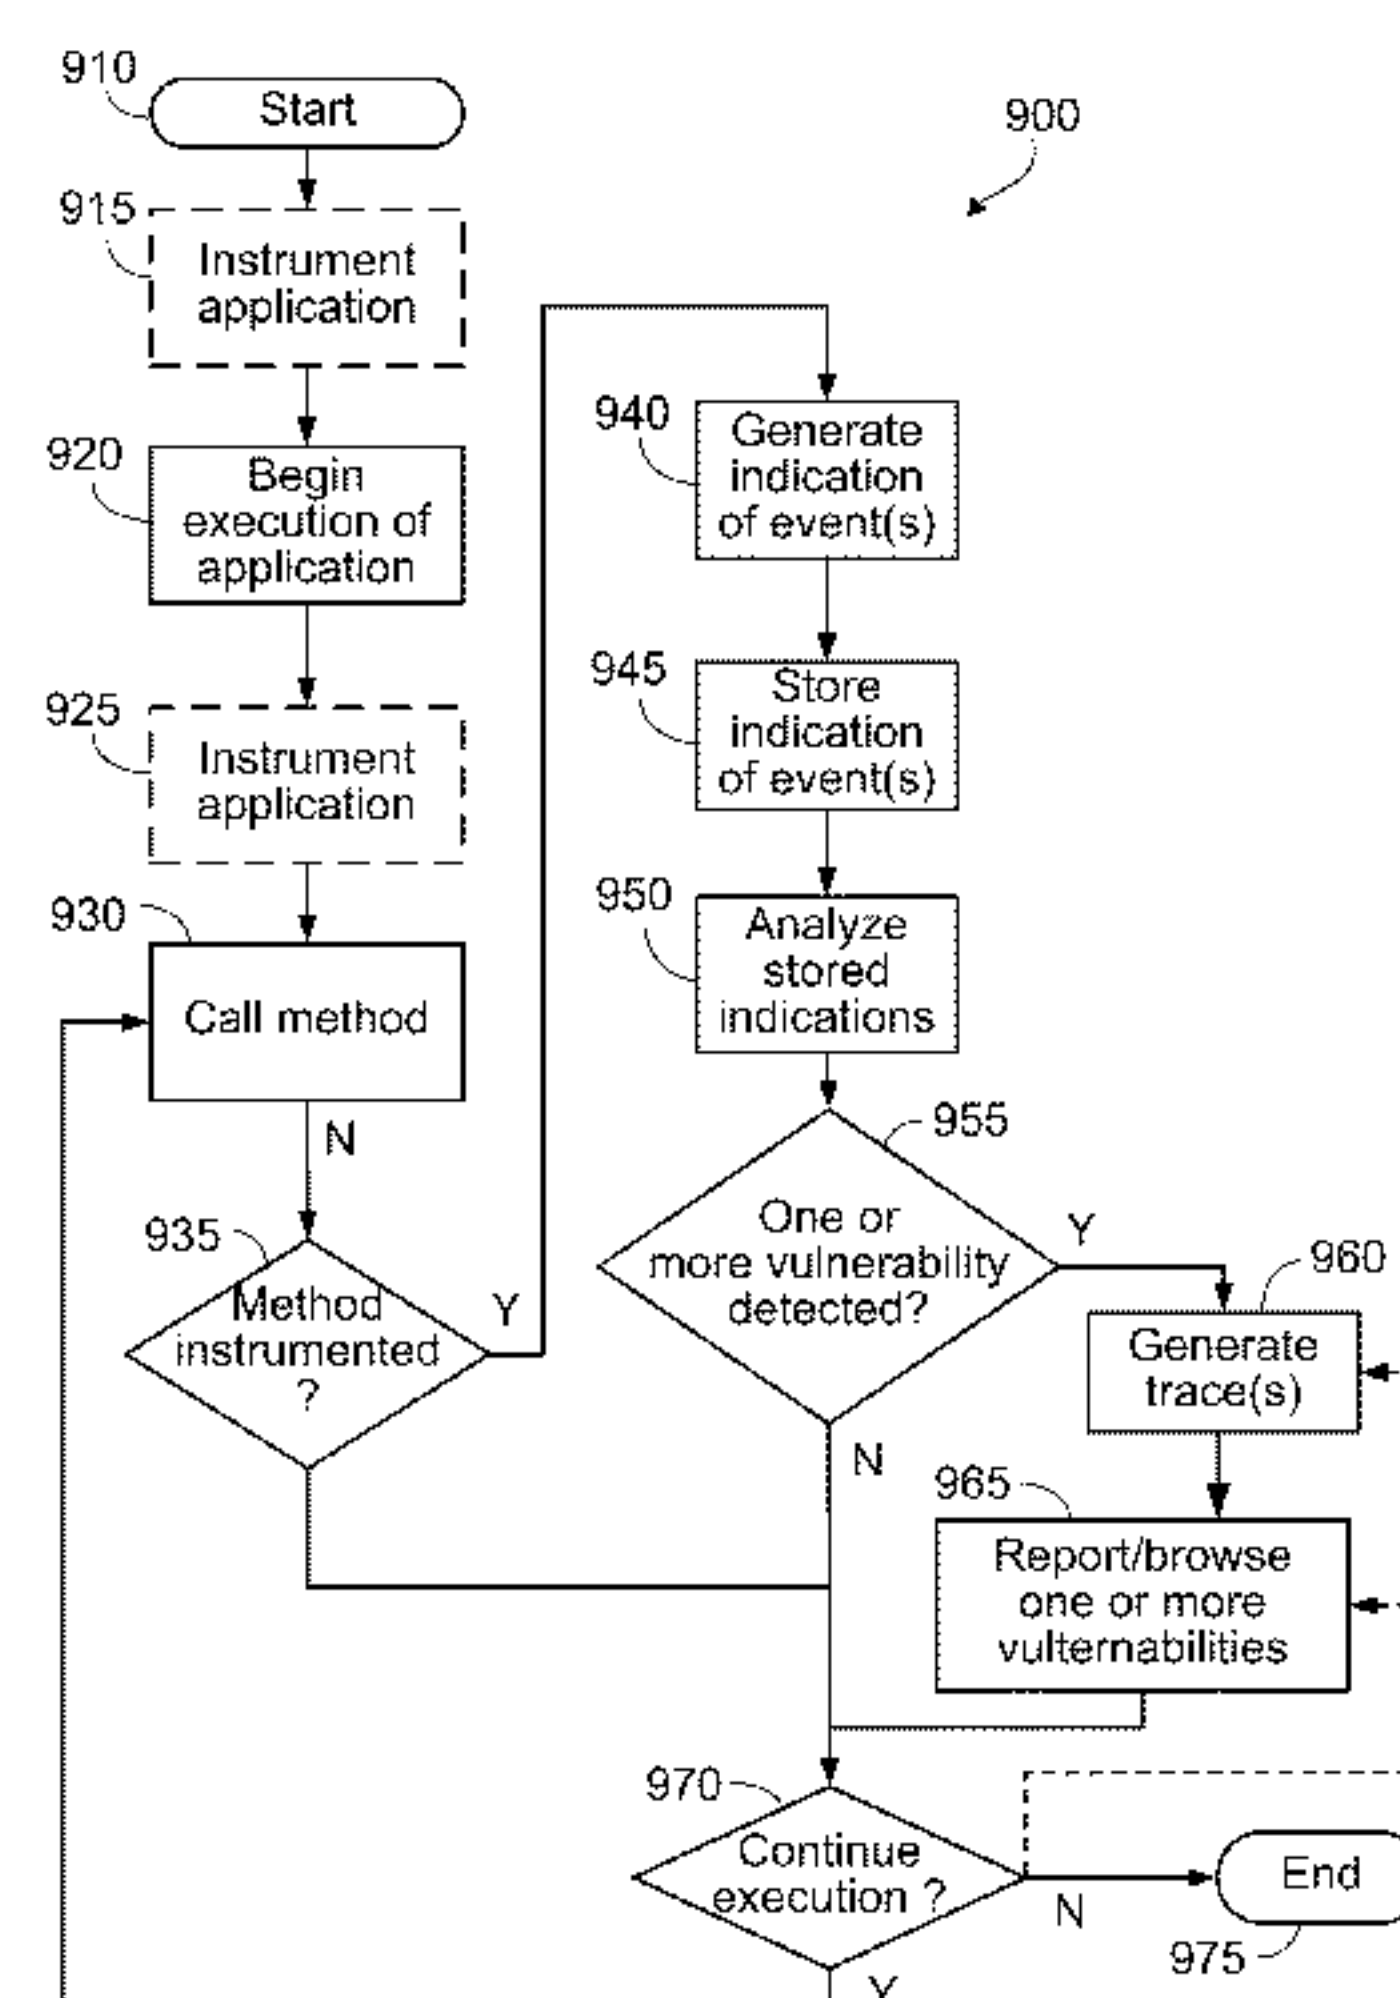 910
Start
900
915
Instrument
application
920
Begin
execution of
application
925
Instrument
application
930
Call method
N
935
Method
instrumented
?
Y
940
Generate
indication
of event(s)
945
Store
indication
of event(s)
950
Analyze
stored
indications
955
One or
more vulnerability
detected?
Y
N
960
Generate
trace(s)
965
Report/browse
one or more
vulternabilities
970
Continue
execution ?
N
End
975
Y